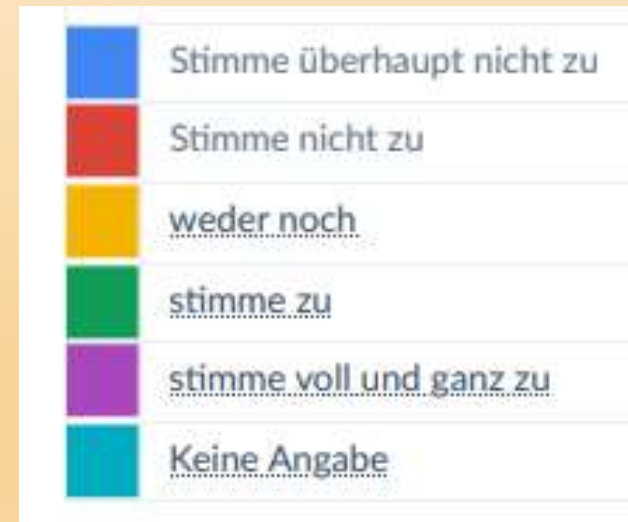 Stimme überhaupt nicht zu
Stimme nicht zu
weder noch
stimme zu
stimme voll und ganz zu
Keine Angabe